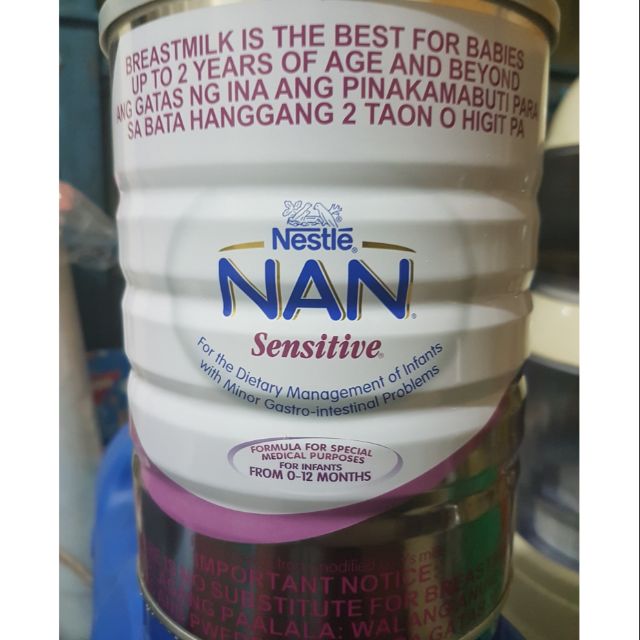 BREASTMILK IS THE BEST FOR BABIES
UP TO 2 YEARS OF AGE AND BEYOND
ANG GATAS NG INA ANG PINAKAMABUTI PARA
SA BATA HANGGANG 2 TAON O HIGIT PA
Nestlé®
NAN®
Sensitive®
For the Dietary Management of Infants
with Minor Gastro-intestinal Problems
FORMULA FOR SPECIAL
MEDICAL PURPOSES
FOR INFANTS
FROM 0-12 MONTHS
from modified
IMPORTANT NOTICE:
NO SUBSTITUTE FOR
PAALALA: WALANG